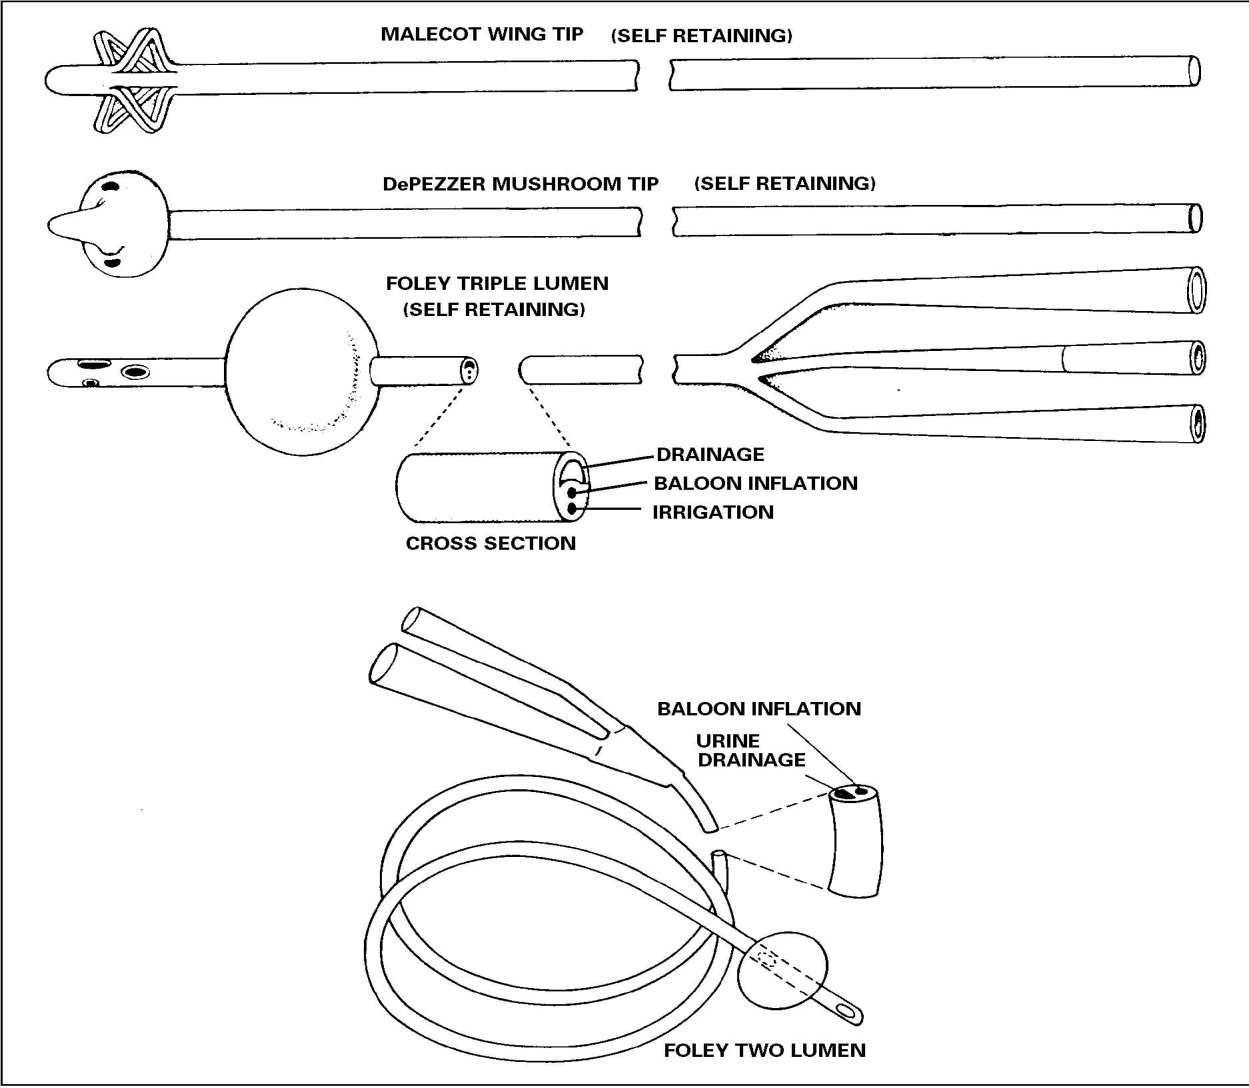 MALECOT WING TIP (SELF RETAINING)
DePEZZER MUSHROOM TIP (SELF RETAINING)
FOLEY TRIPLE LUMEN
(SELF RETAINING)
DRAINAGE
BALOON INFLATION
IRRIGATION
CROSS SECTION
BALOON INFLATION
URINE
DRAINAGE
FOLEY TWO LUMEN